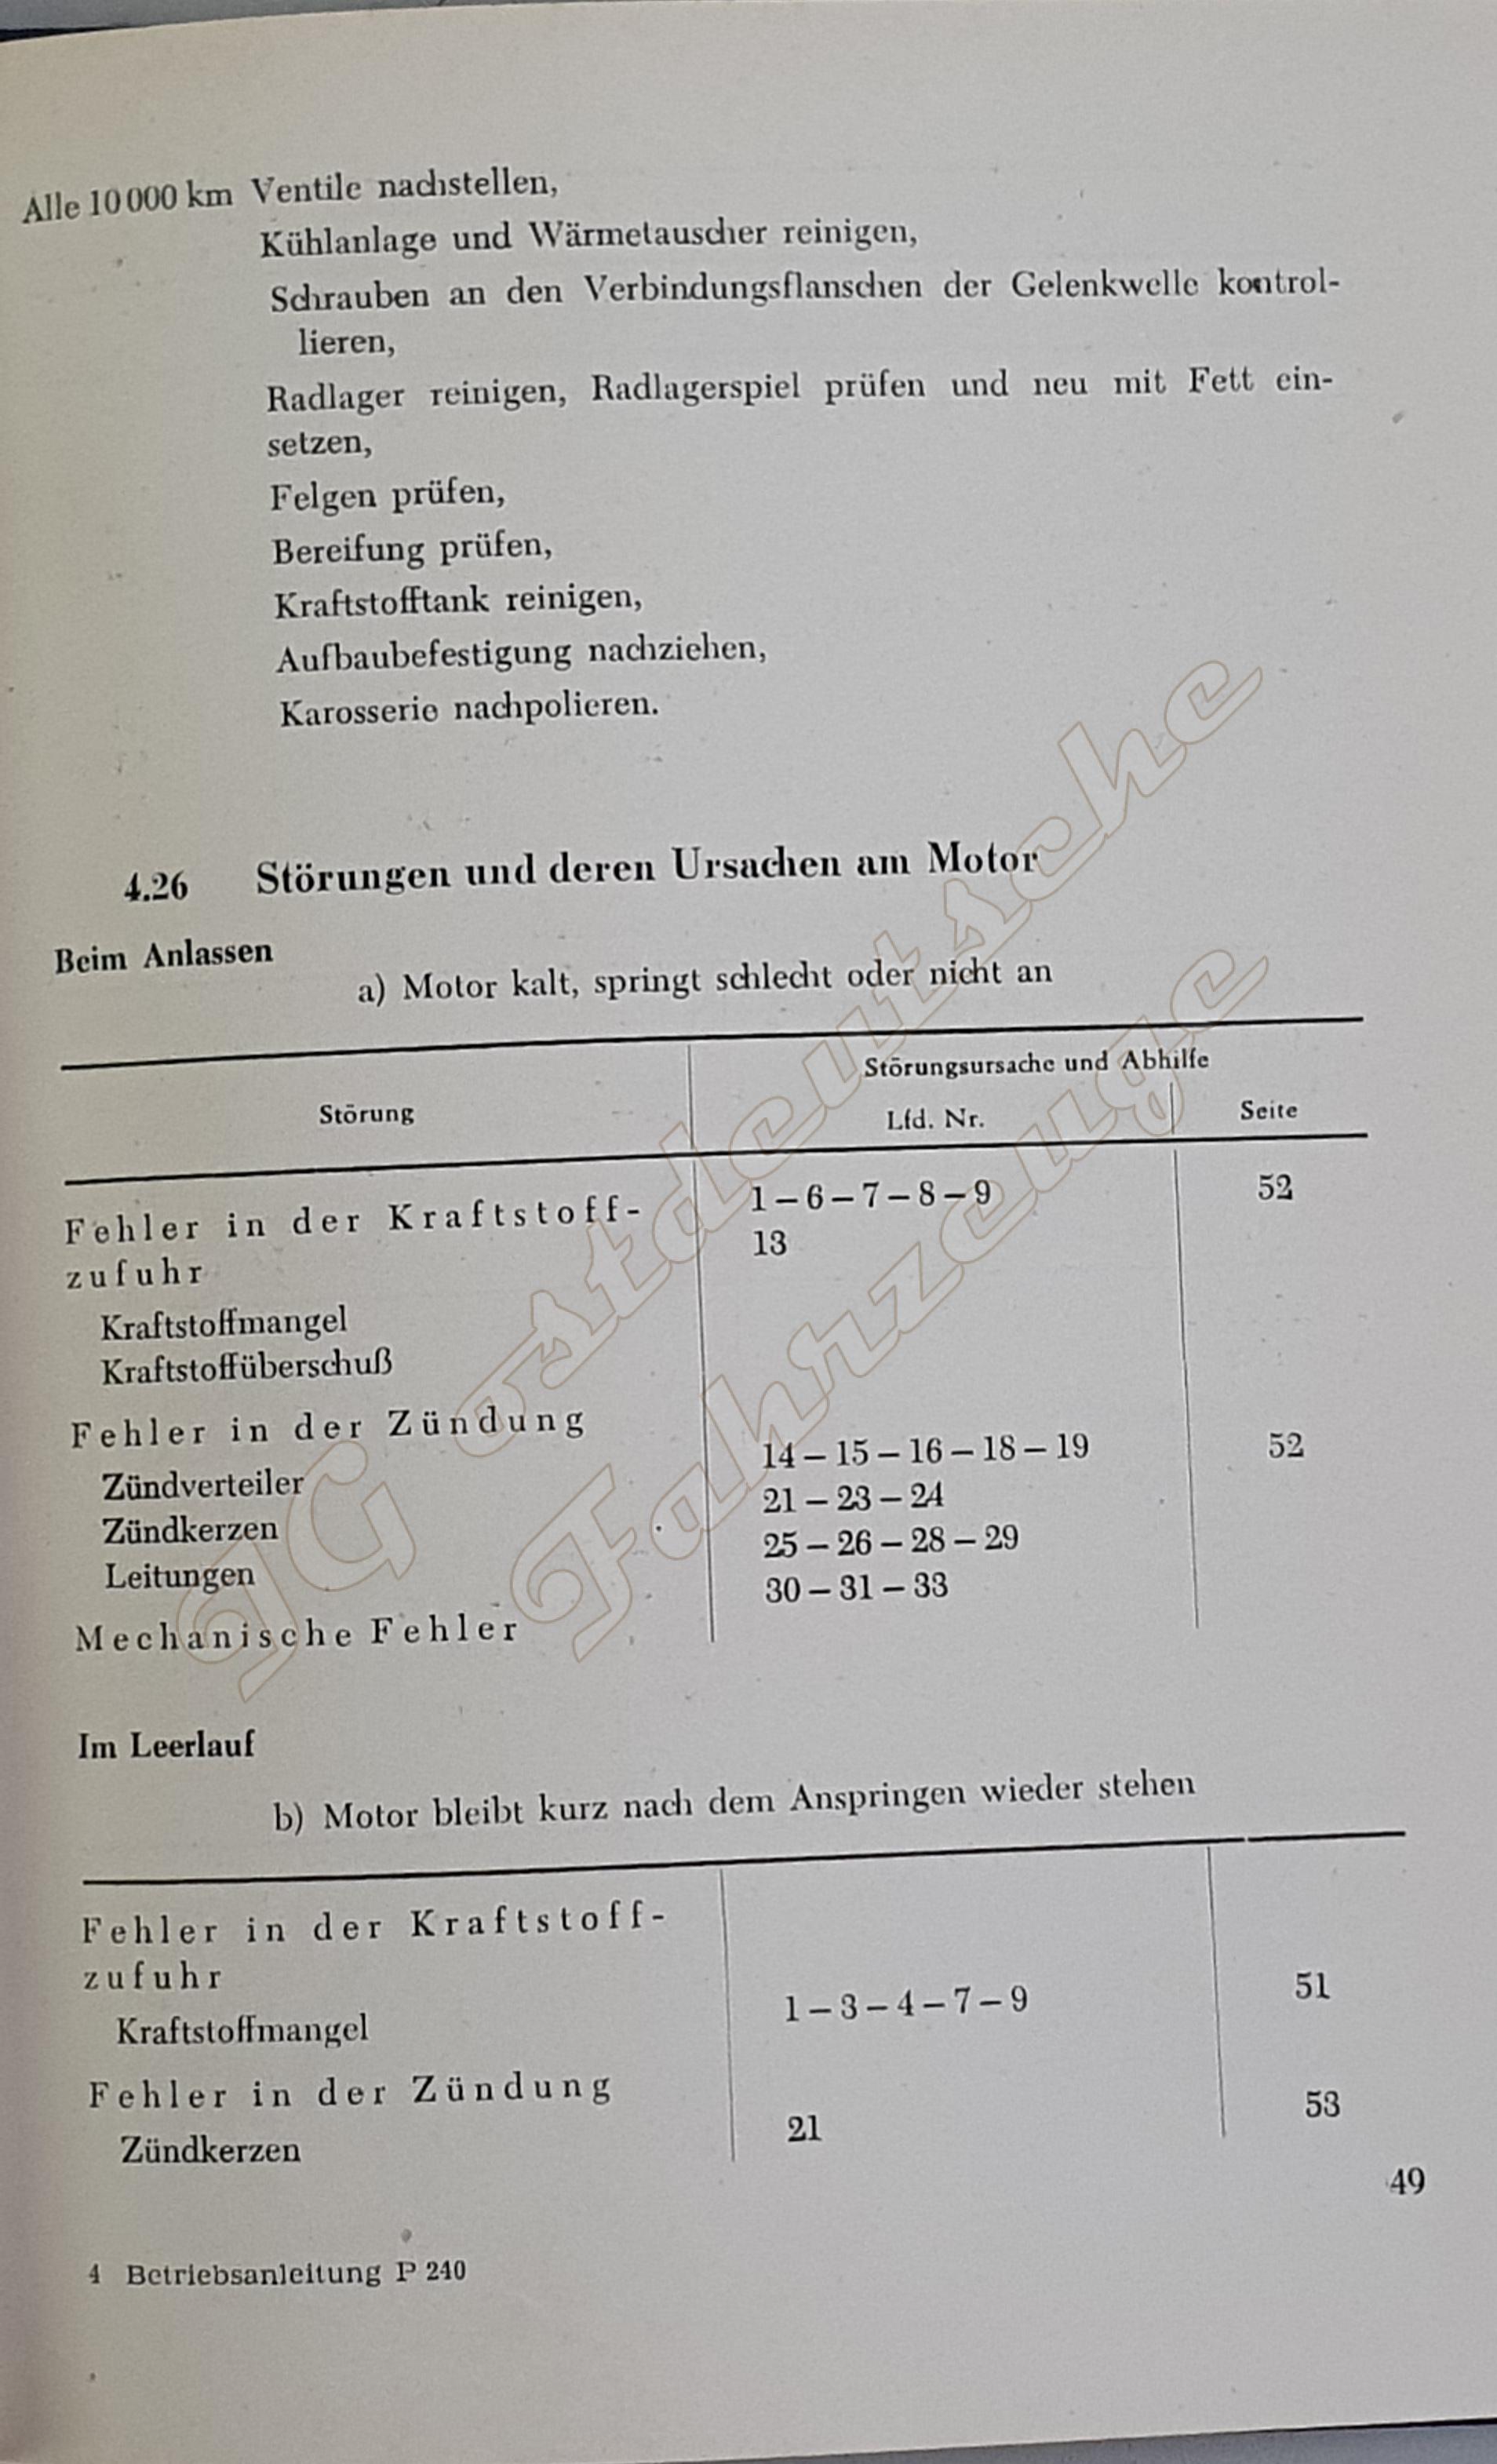 Alle 10 000 km Ventile nachstellen,
Kühlanlage und Wärmetauscher reinigen,
Schrauben an den Verbindungsflanschen der Gelenkwelle kontrol-
lieren,
Radlager reinigen, Radlagerspiel prüfen und neu mit Fett ein-
setzen,
Felgen prüfen,
Bereifung prüfen,
Kraftstofftank reinigen,
Aufbaubefestigung nachziehen,
Karosserie nachpolieren.
4.26 Störungen und deren Ursachen am Motor
Beim Anlassen
a) Motor kalt, springt schlecht oder nicht an
Störungsursache und Abhilfe
Störung Lfd. Nr. Seite
Fehler in der Kraftstoff- 1 – 6 – 7 – 8 – 9 52
zufuhr 13
Kraftstoffmangel
Kraftstoffüberschuß
Fehler in der Zündung 14 – 15 – 16 – 18 – 19 52
Zündverteiler 21 – 23 – 24
Zündkerzen 25 – 26 – 28 – 29
Leitungen 30 – 31 – 33
Mechanische Fehler
Im Leerlauf
b) Motor bleibt kurz nach dem Anspringen wieder stehen
Fehler in der Kraftstoff-
zufuhr
Kraftstoffmangel 1 – 3 – 4 – 7 – 9 51
Fehler in der Zündung
Zündkerzen 21 53
49
4 Betriebsanleitung P 240
IG ostdeutsche
Fahrzeuge